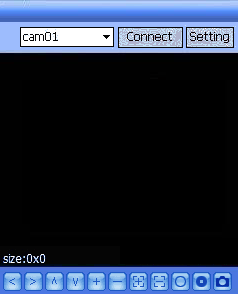 cam01 Connect Setting
size:0x0
< > ∧ ∨ + −